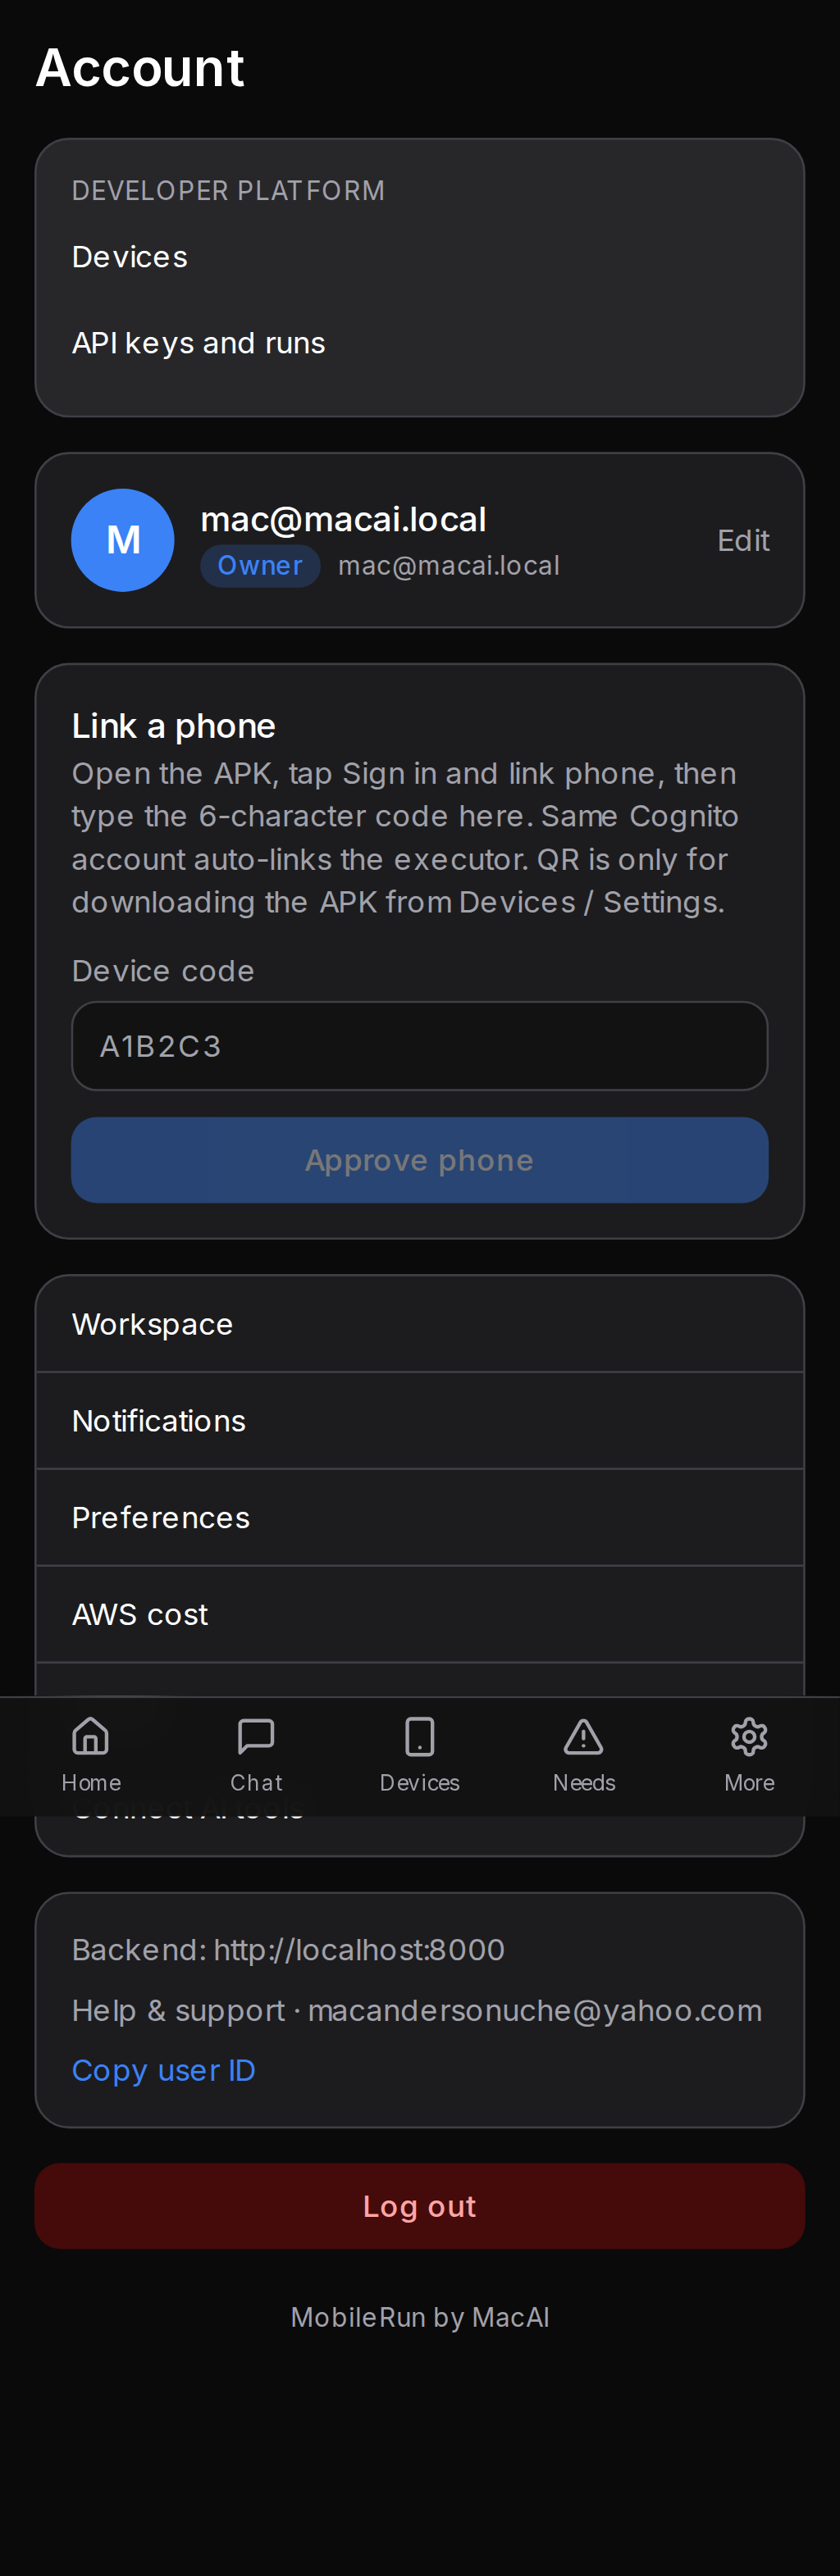 Account
DEVELOPER PLATFORM
Devices
API keys and runs
M
mac@macai.local
Owner mac@macai.local
Edit
Link a phone
Open the APK, tap Sign in and link phone, then
type the 6-character code here. Same Cognito
account auto-links the executor. QR is only for
downloading the APK from Devices / Settings.
Device code
A1B2C3
Approve phone
Workspace
Notifications
Preferences
AWS cost
Home Chat Devices Needs More
Connect AI tools
Backend: http://localhost:8000
Help & support · macandersonuche@yahoo.com
Copy user ID
Log out
MobileRun by MacAI